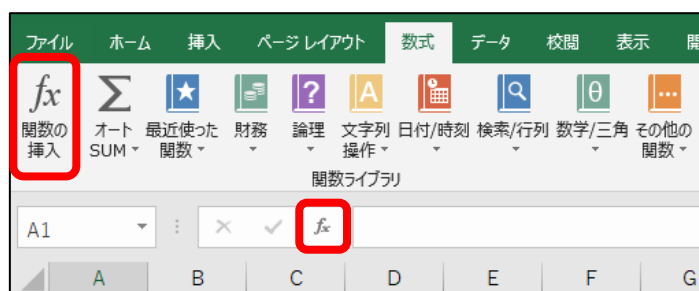 ファイル ホーム 挿入 ページ レイアウト 数式 データ 校閲 表示
fx Σ ★ ? A θ …
関数の 挿入 オート SUM 最近使った 関数 財務 論理 文字列 操作 日付/時刻 検索/行列 数学/三角 その他の 関数
関数ライブラリ
A1 fx
A B C D E F G